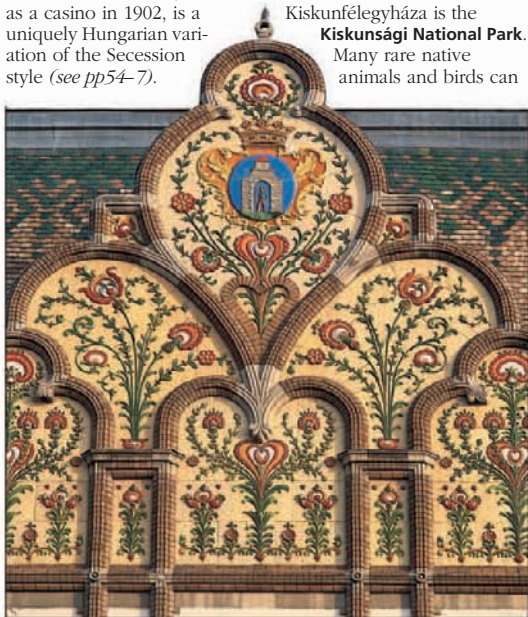 as a casino in 1902, is a
uniquely Hungarian vari-
ation of the Secession
style (see pp54–7).
Kiskunfélegyháza is the
Kiskunsági National Park.
Many rare native
animals and birds can